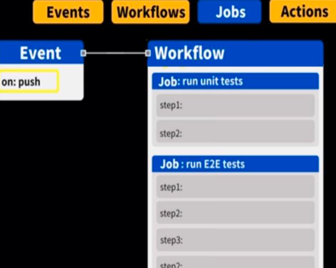 Events Workflows Jobs Actions
Event
on: push
Workflow
Job: run unit tests
step1:
step2:
Job : run E2E tests
step1:
step2:
step3:
step2: